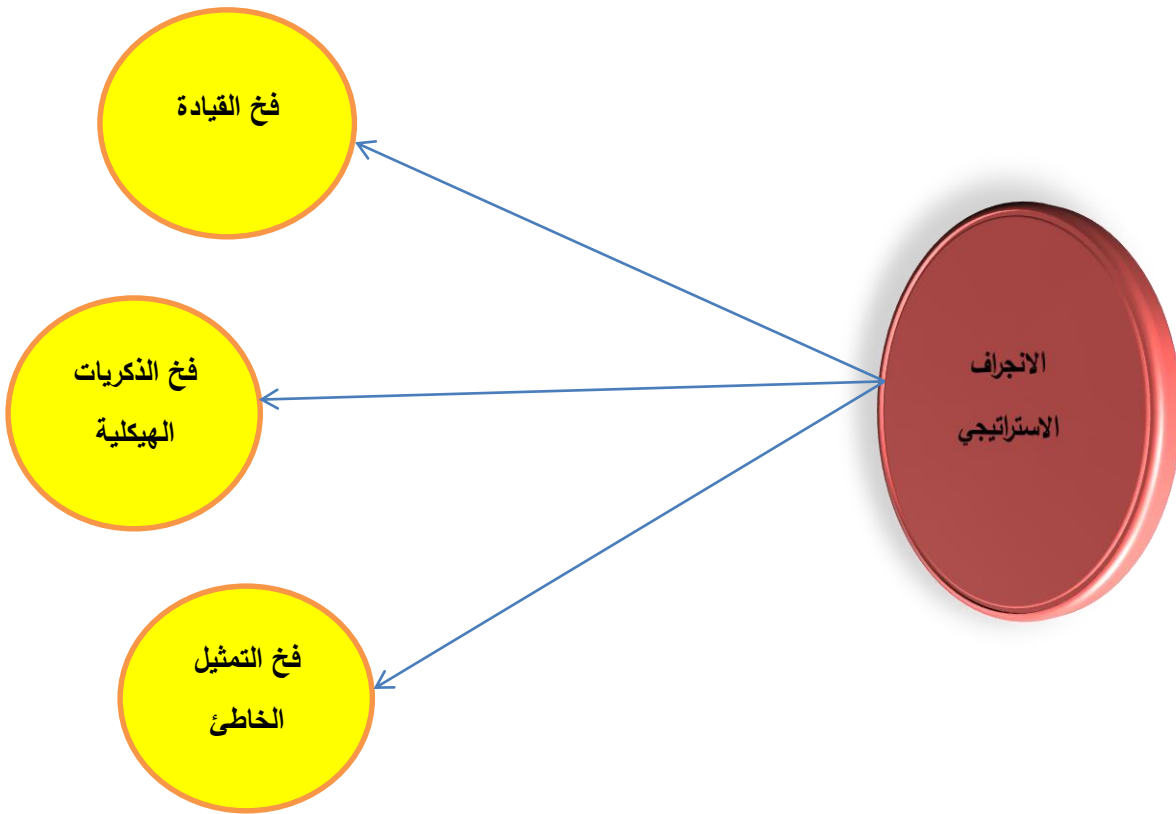 فخ القيادة
الانجراف
الاستراتيجي
فخ الذكريات
الهيكلية
فخ التمثيل
الخاطئ